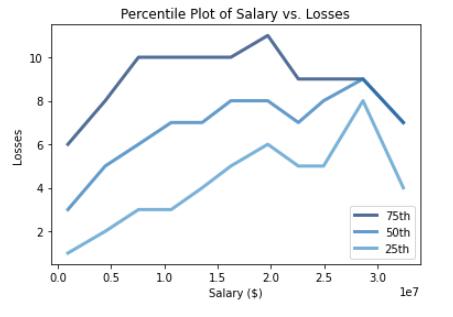 Percentile Plot of Salary vs. Losses
10
8
6
4
2
Losses
0.0 0.5 1.0 1.5 2.0 2.5 3.0
1e7
Salary ($)
75th
50th
25th